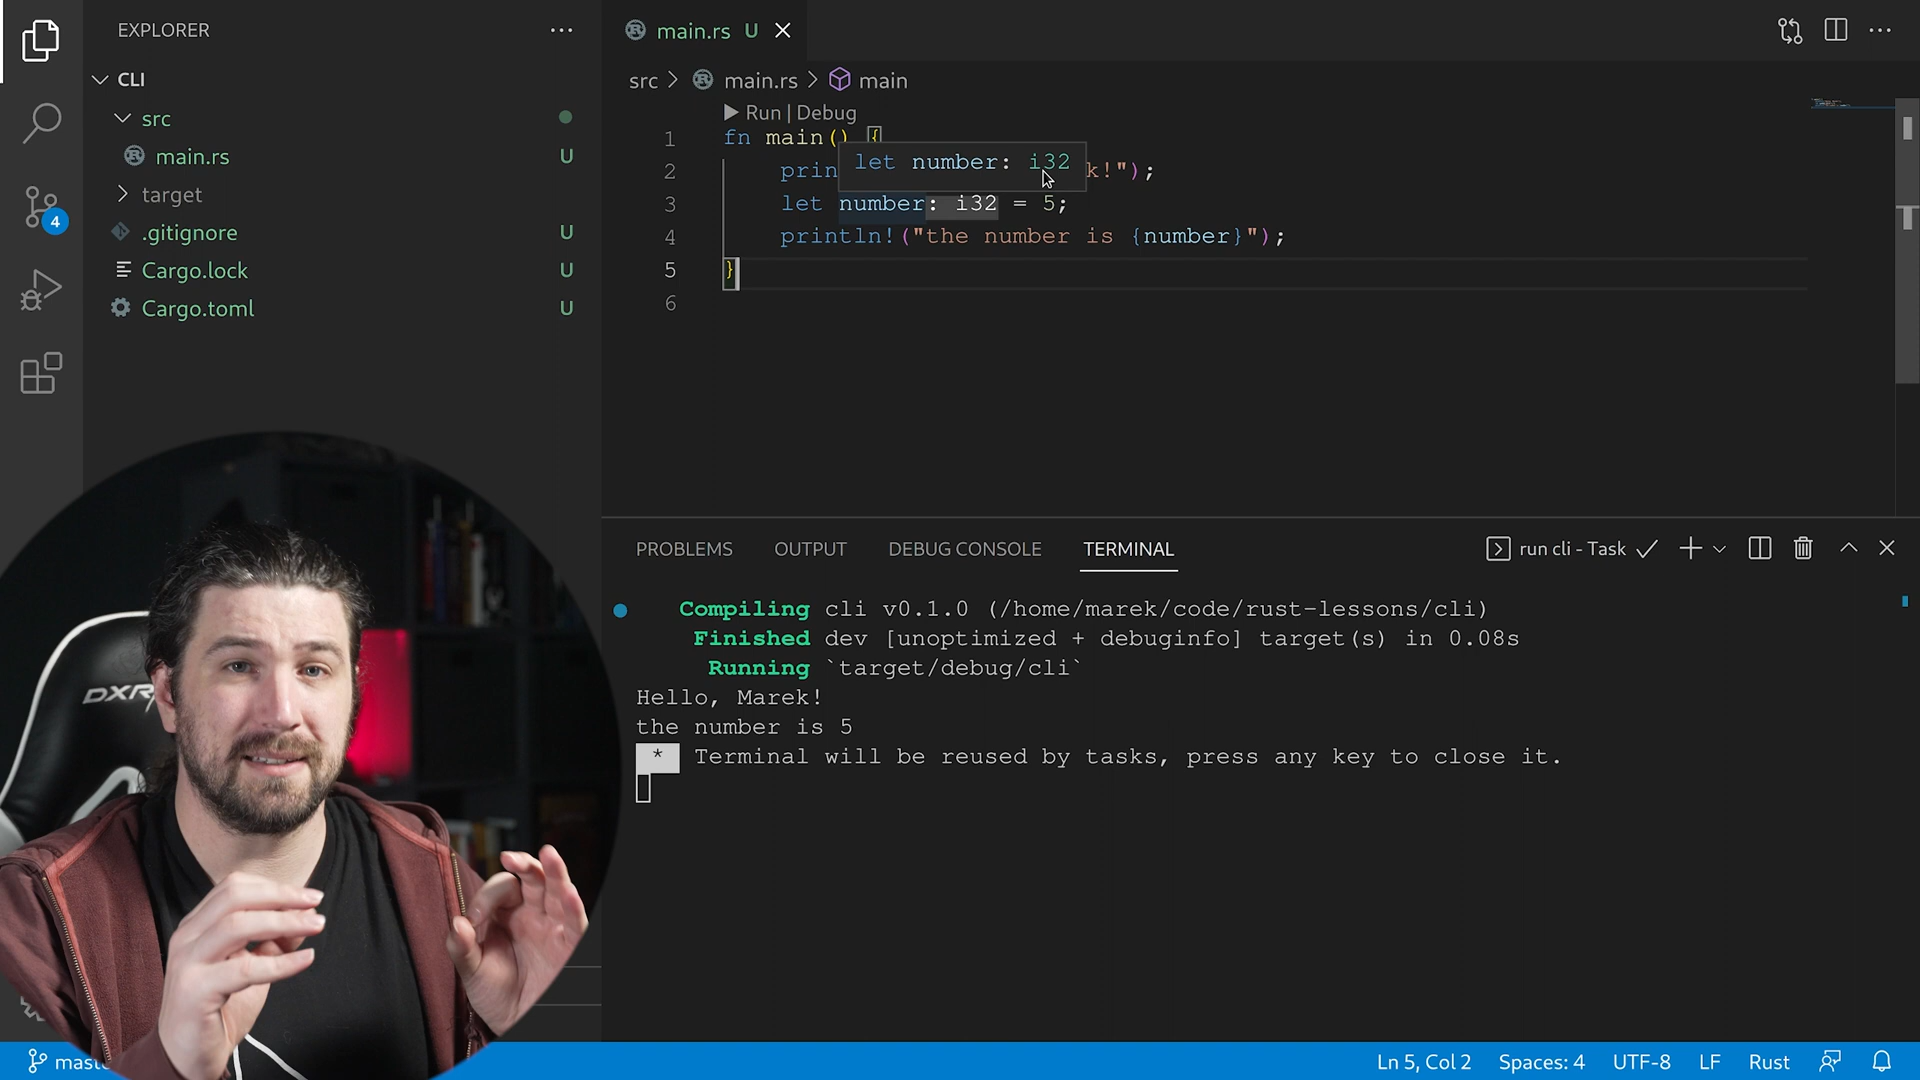 EXPLORER
CLI
src
main.rs U
target
.gitignore U
Cargo.lock U
Cargo.toml U
4
main.rs U
src > main.rs > main
Run | Debug
1 fn main() {
2 prin k!");
let number: i32
3 let number: i32 = 5;
4 println!("the number is {number}");
5 }
6
PROBLEMS OUTPUT DEBUG CONSOLE TERMINAL
run cli - Task
Compiling cli v0.1.0 (/home/marek/code/rust-lessons/cli)
Finished dev [unoptimized + debuginfo] target(s) in 0.08s
Running `target/debug/cli`
Hello, Marek!
the number is 5
* Terminal will be reused by tasks, press any key to close it.
DXR
Ln 5, Col 2 Spaces: 4 UTF-8 LF Rust